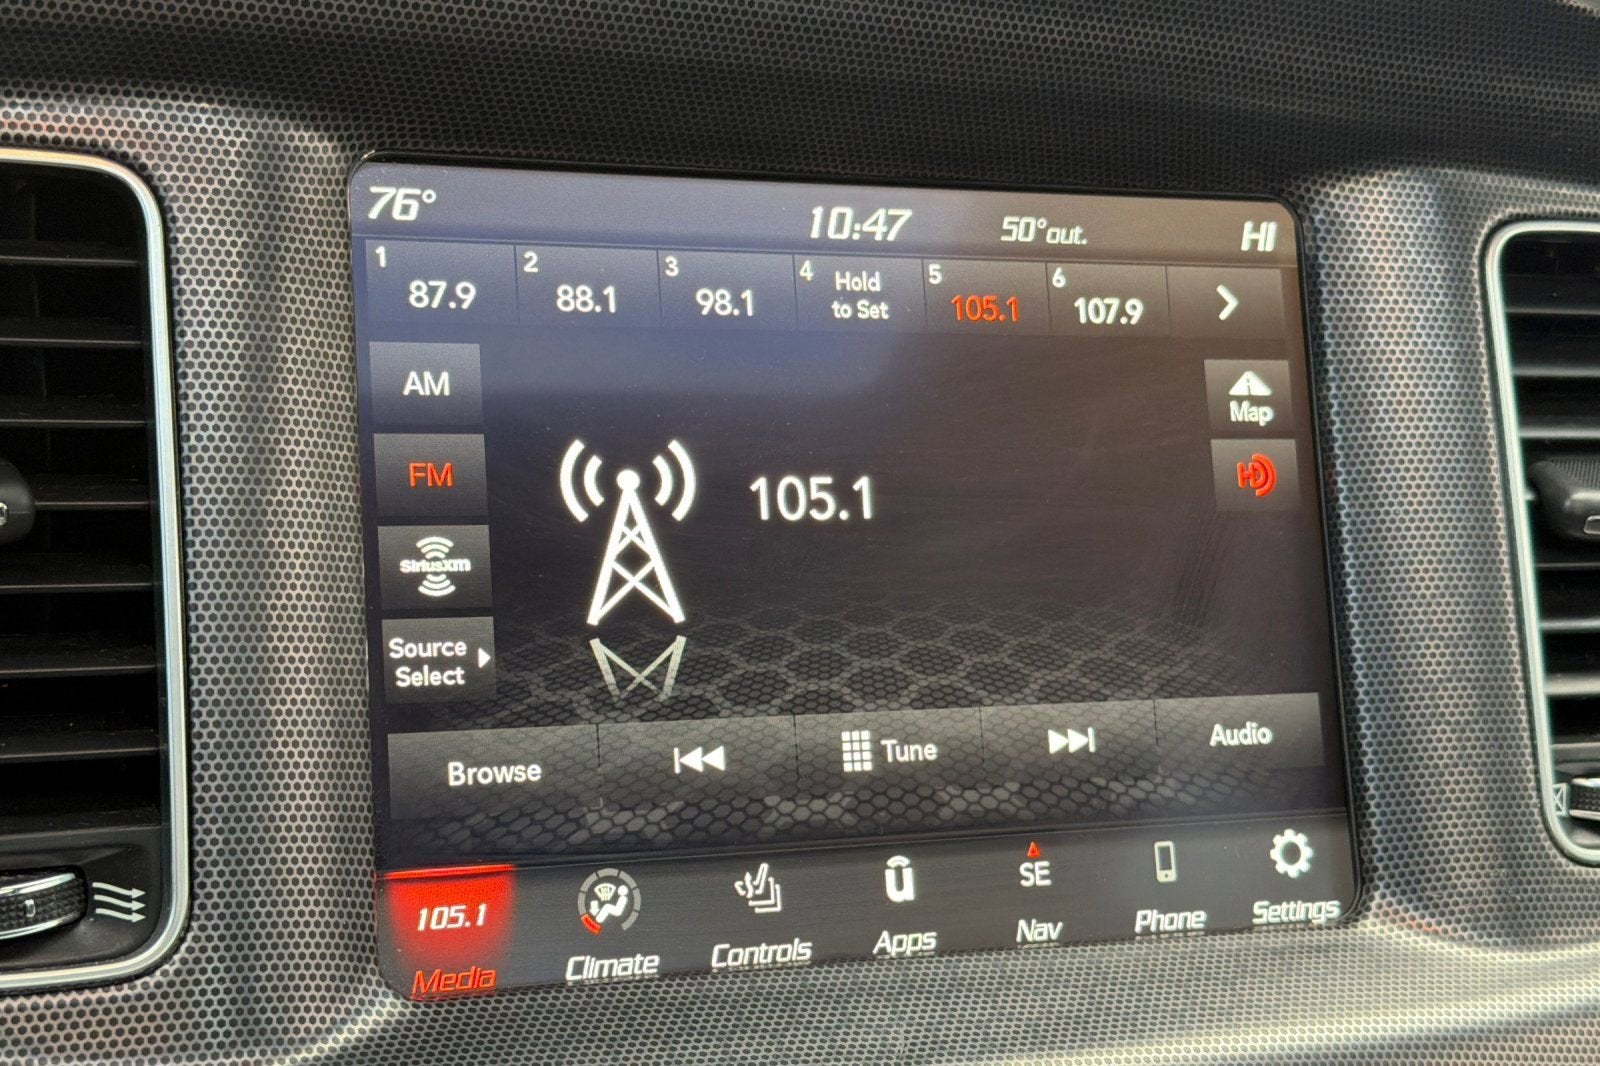 76°
10:47
50° out.
HI
1
87.9
2
88.1
3
98.1
4
Hold
to Set
5
105.1
6
107.9
AM
FM
SiriusXm
Source
Select
105.1
Map
HD
Browse
Tune
Audio
105.1
Media
Climate
Controls
u
Apps
SE
Nav
Phone
Settings